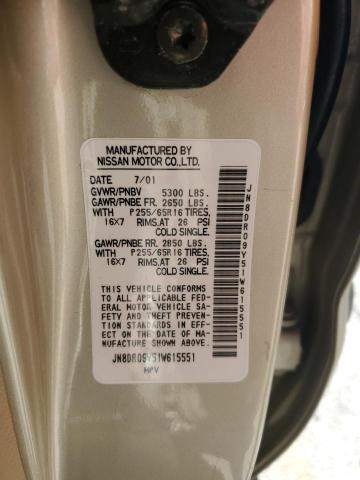 MANUFACTURED BY
NISSAN MOTOR CO.,LTD.
DATE 7/01
GVWR/PNBV 5300 LBS.
GAWR/PNBE FR. 2650 LBS.
WITH P255/65R16 TIRES,
16X7 RIMS,AT 26 PSI
COLD SINGLE.
GAWR/PNBE RR. 2850 LBS.
WITH P255/65R16 TIRES,
16X7 RIMS,AT 26 PSI
COLD SINGLE.
THIS VEHICLE CONFORMS
TO ALL APPLICABLE FED-
ERAL MOTOR VEHICLE SA-
FETY AND THEFT PREVEN-
TION STANDARDS IN EFF-
ECT ON THE DATE OF MA-
NUFACTURE SHOWN ABOVE.
JN8DR09Y51W615551
MPV
JN8DR09Y51W615551